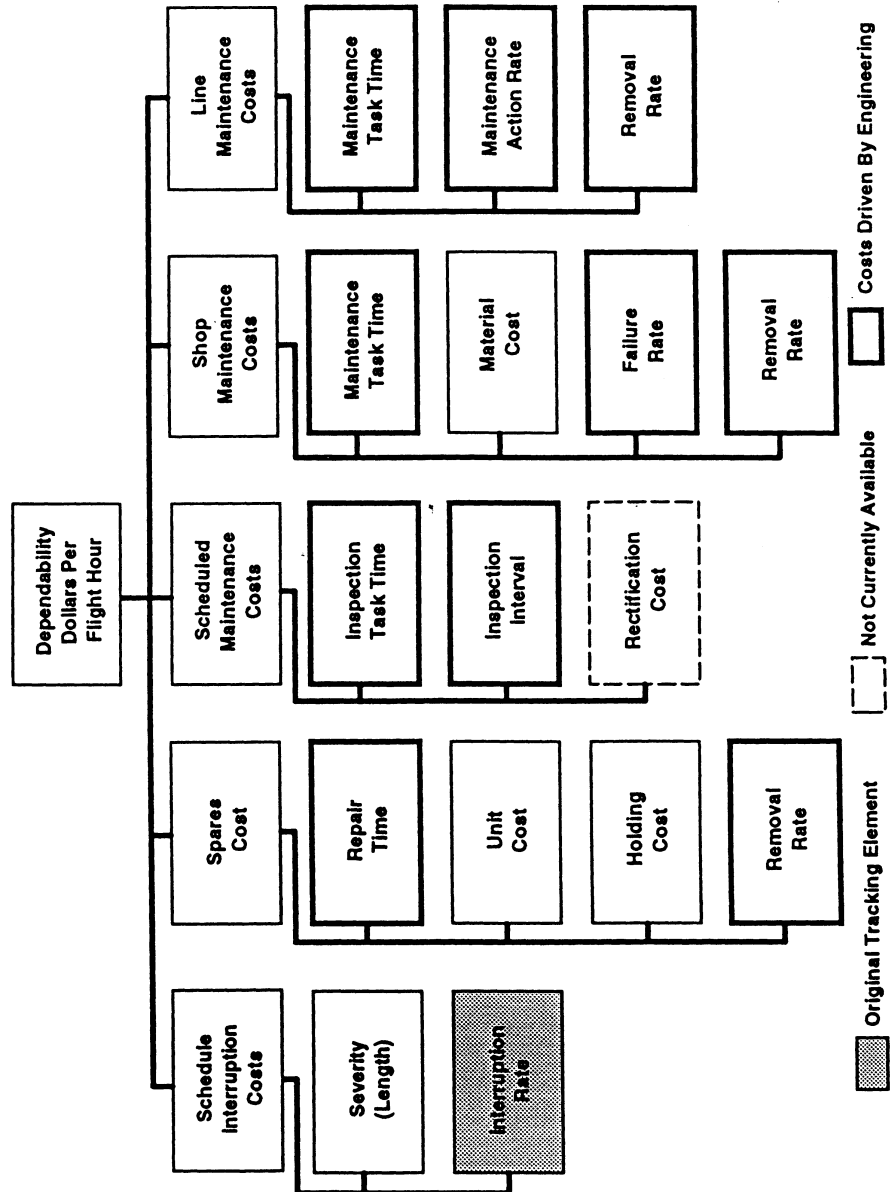 Dependability
Dollars Per
Flight Hour
Schedule
Interruption
Costs
Severity
(Length)
Interruption
Rate
Spares
Cost
Repair
Time
Unit
Cost
Holding
Cost
Removal
Rate
Scheduled
Maintenance
Costs
Inspection
Task Time
Inspection
Interval
Rectification
Cost
Shop
Maintenance
Costs
Maintenance
Task Time
Material
Cost
Failure
Rate
Removal
Rate
Line
Maintenance
Costs
Maintenance
Task Time
Maintenance
Action Rate
Removal
Rate
Original Tracking Element
Not Currently Available
Costs Driven By Engineering